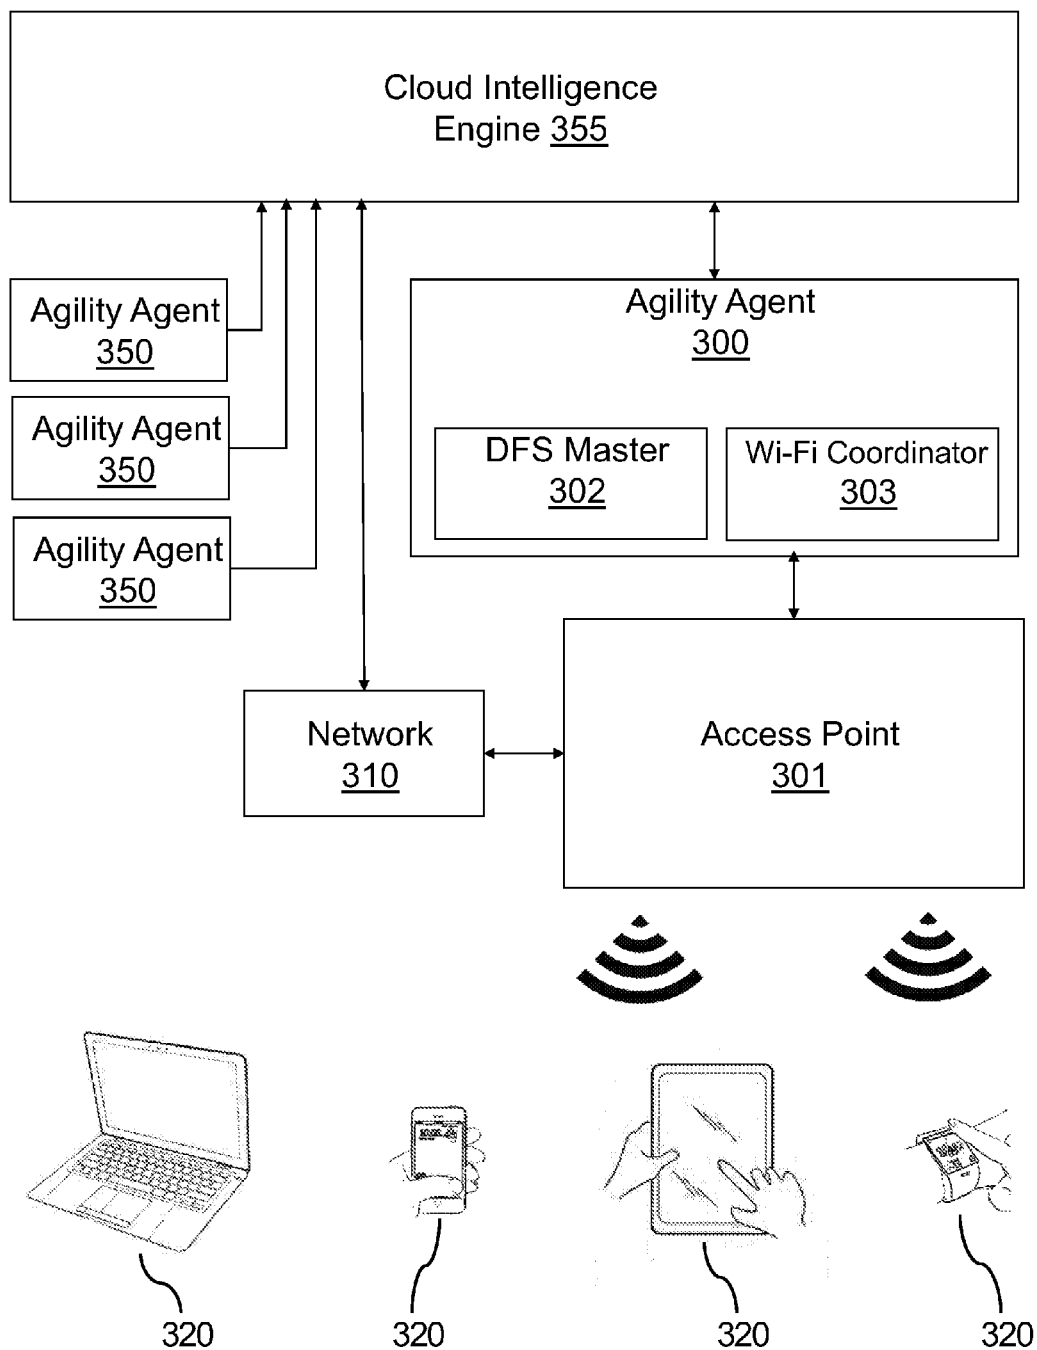 Cloud Intelligence
Engine 355
Agility Agent
350
Agility Agent
350
Agility Agent
350
Agility Agent
300
DFS Master
302
Wi-Fi Coordinator
303
Network
310
Access Point
301
320
320
320
320